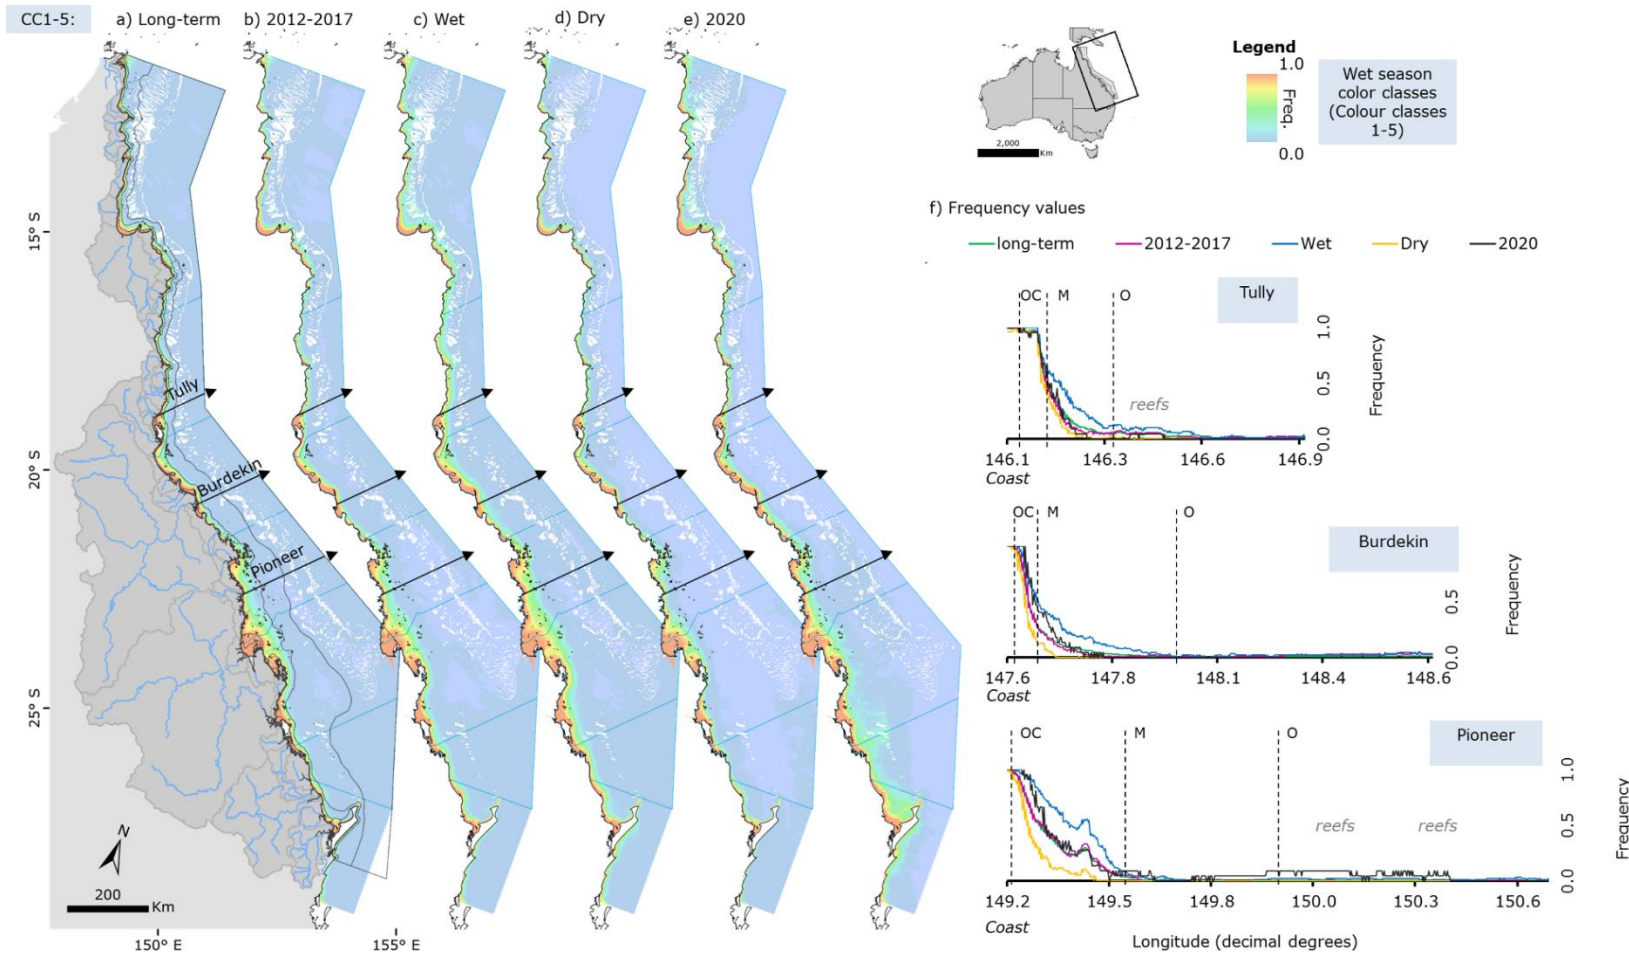 CC1-5:
a) Long-term
b) 2012-2017
c) Wet
d) Dry
e) 2020
Legend
1.0
Freq.
0.0
Wet season
color classes
(Colour classes
1-5)
2,000
Km
15° S
20° S
25° S
Tully
Burdekin
Pioneer
N
200
Km
150° E
155° E
f) Frequency values
long-term
2012-2017
Wet
Dry
2020
Tully
OC
M
O
reefs
1.0
0.5
0.0
Frequency
146.1
146.3
146.6
146.9
Coast
Burdekin
OC
M
O
0.5
0.0
Frequency
147.6
147.8
148.1
148.4
148.6
Coast
Pioneer
OC
M
O
reefs
reefs
1.0
0.5
0.0
Frequency
149.2
149.5
149.8
150.0
150.3
150.6
Coast
Longitude (decimal degrees)